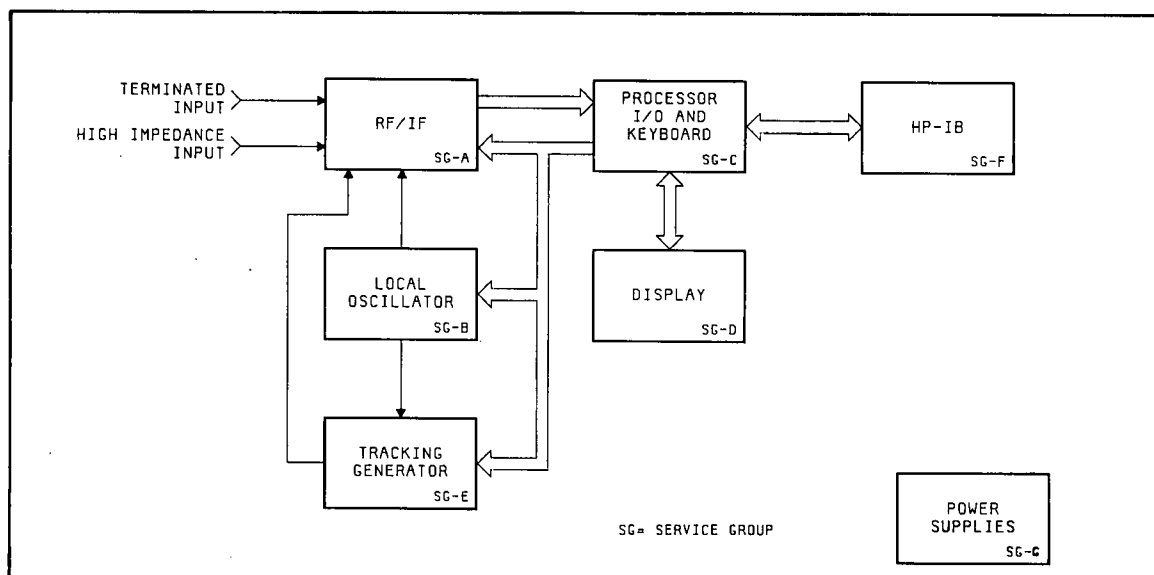 TERMINATED
INPUT
HIGH IMPEDANCE
INPUT
RF/IF
SG-A
PROCESSOR
I/O AND
KEYBOARD
SG-C
HP-IB
SG-F
LOCAL
OSCILLATOR
SG-B
DISPLAY
SG-D
TRACKING
GENERATOR
SG-E
SG= SERVICE GROUP
POWER
SUPPLIES
SG-G